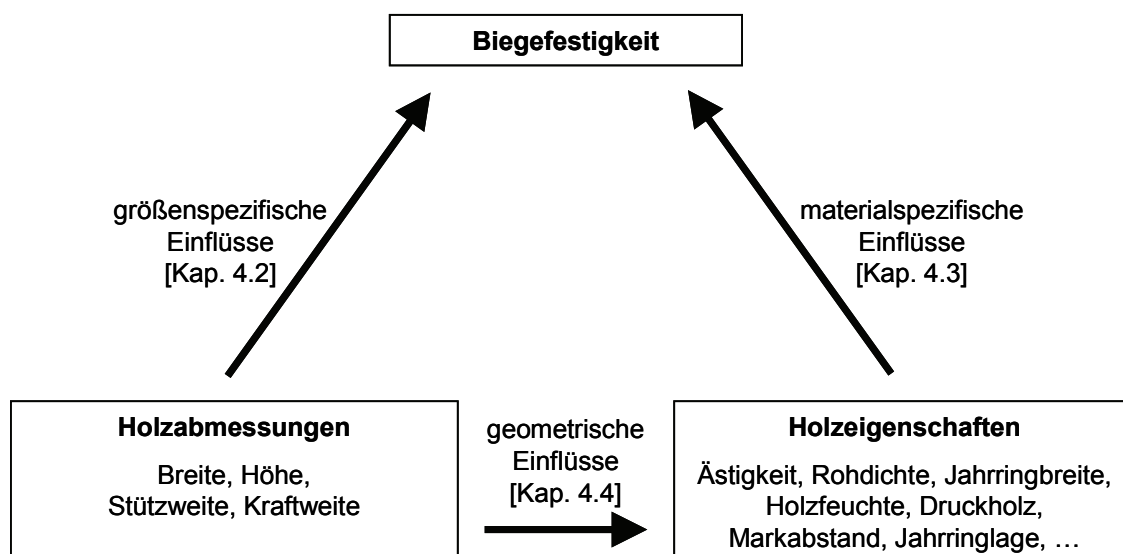 Biegefestigkeit
größenspezifische
Einflüsse
[Kap. 4.2]
materialspezifische
Einflüsse
[Kap. 4.3]
Holzabmessungen
Breite, Höhe,
Stützweite, Kraftweite
geometrische
Einflüsse
[Kap. 4.4]
Holzeigenschaften
Ästigkeit, Rohdichte, Jahrringbreite,
Holzfeuchte, Druckholz,
Markabstand, Jahrringlage, …